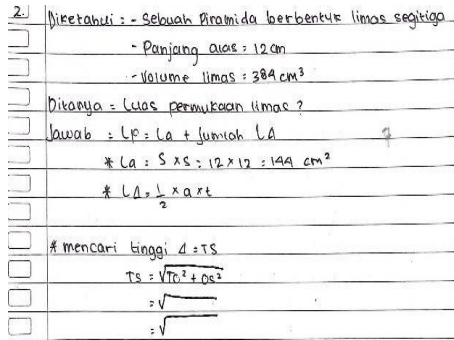 2. Diketahui : - Sebuah Piramida berbentuk limas segitiga
- Panjang alas = 12 cm
- Volume limas = 384 cm³
Ditanya = Luas permukaan limas ?
Jawab : Lp = La + Jumlah LΔ
* La = S x S = 12 x 12 = 144 cm²
* LΔ = 1/2 x a x t
* mencari tinggi Δ = TS
TS = √TO² + OS²
= √
= √